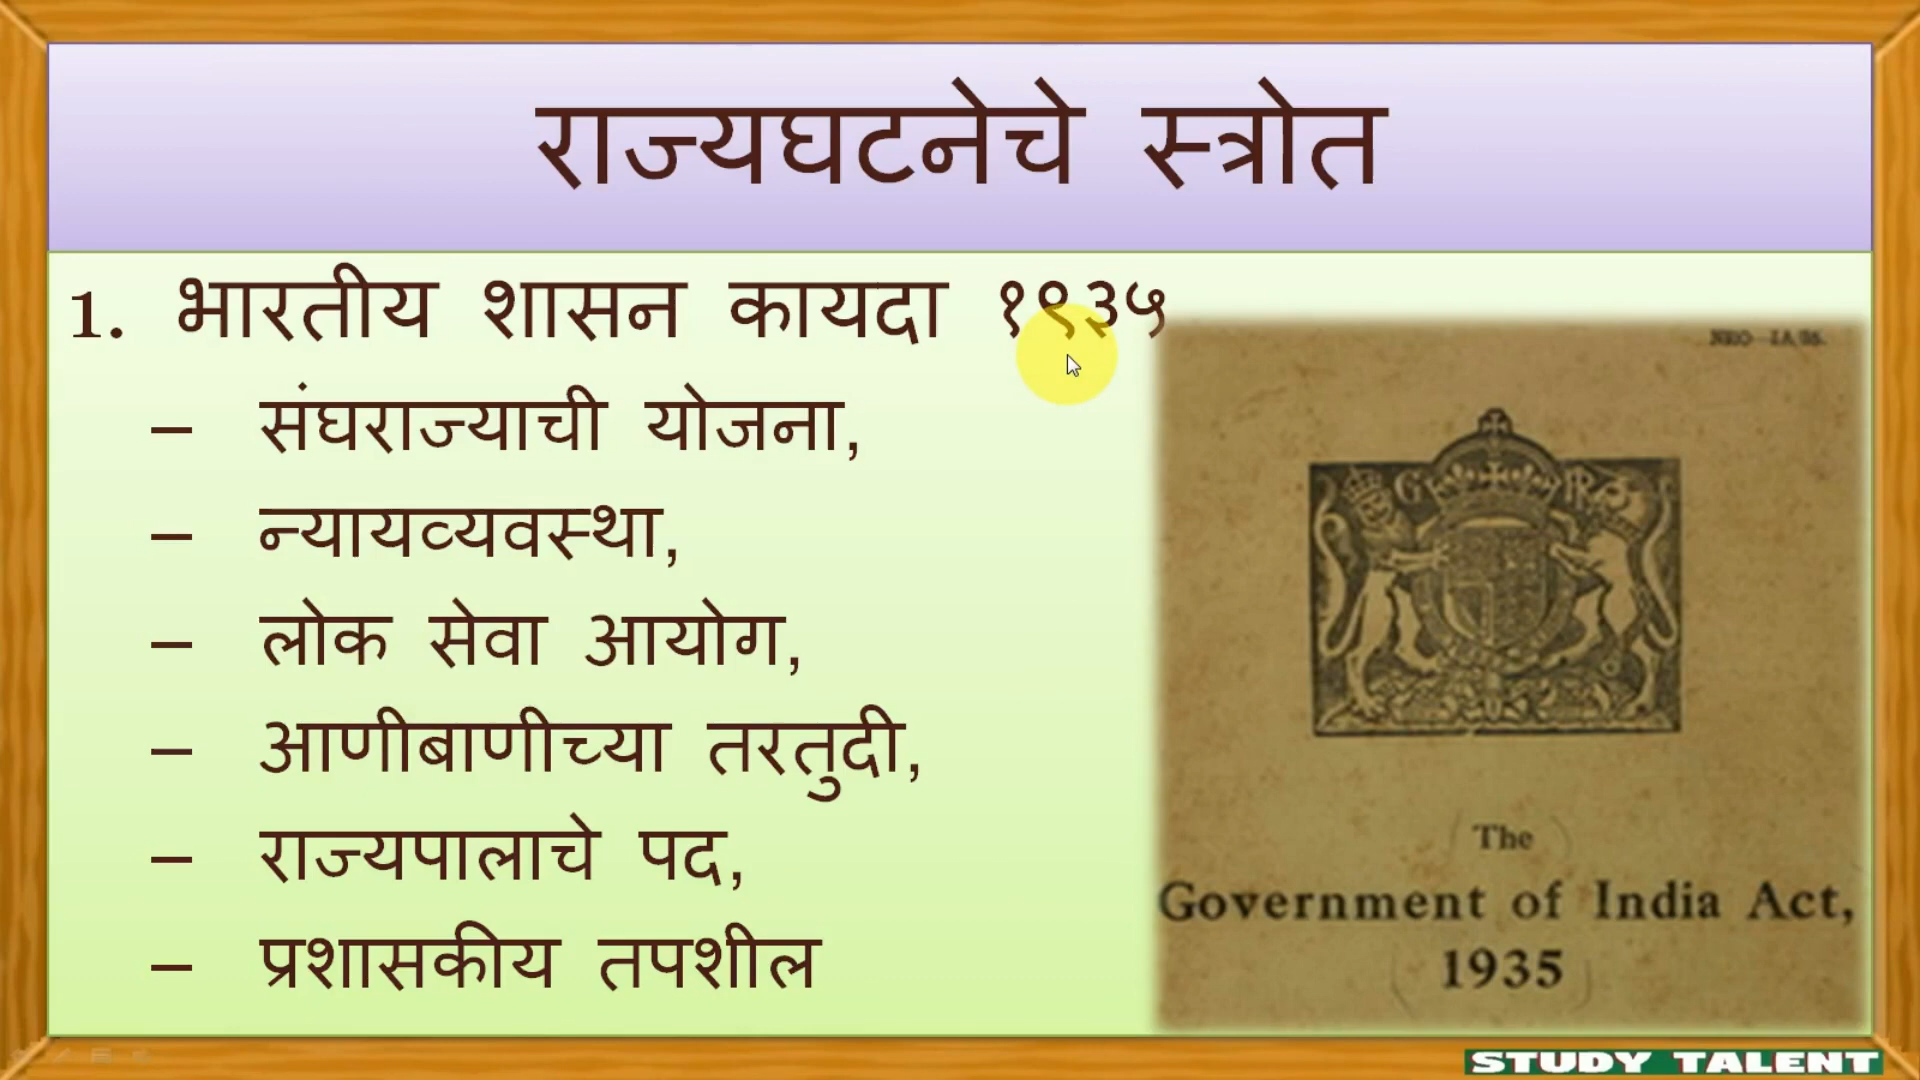 राज्यघटनेचे स्त्रोत
1. भारतीय शासन कायदा १९३५
– संघराज्याची योजना,
– न्यायव्यवस्था,
– लोक सेवा आयोग,
– आणीबाणीच्या तरतुदी,
– राज्यपालाचे पद,
– प्रशासकीय तपशील
The
Government of India Act,
1935
STUDY TALENT